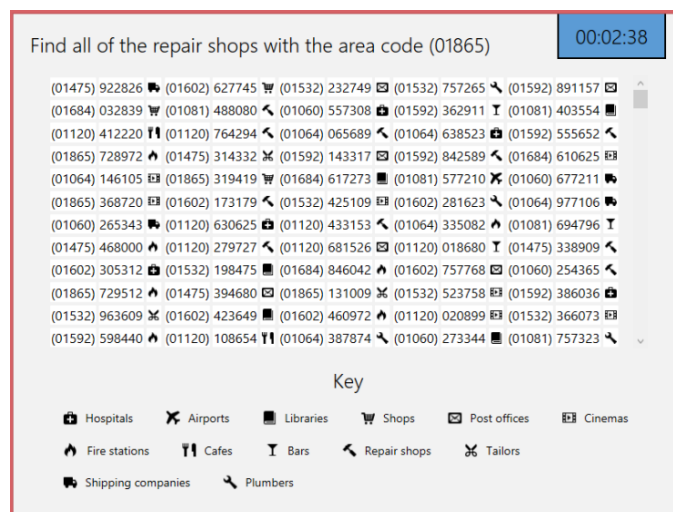 Find all of the repair shops with the area code (01865)
00:02:38
(01475) 922826 (01602) 627745 (01532) 232749 (01532) 757265 (01592) 891157
(01684) 032839 (01081) 488080 (01060) 557308 (01592) 362911 (01081) 403554
(01120) 412220 (01120) 764294 (01064) 065689 (01064) 638523 (01592) 555652
(01865) 728972 (01475) 314332 (01592) 143317 (01592) 842589 (01684) 610625
(01064) 146105 (01865) 319419 (01684) 617273 (01081) 577210 (01060) 677211
(01865) 368720 (01602) 173179 (01532) 425109 (01602) 281623 (01064) 977106
(01060) 265343 (01120) 630625 (01120) 433153 (01064) 335082 (01081) 694796
(01475) 468000 (01120) 279727 (01120) 681526 (01120) 018680 (01475) 338909
(01602) 305312 (01532) 198475 (01684) 846042 (01602) 757768 (01060) 254365
(01865) 729512 (01475) 394680 (01865) 131009 (01532) 523758 (01592) 386036
(01532) 963609 (01602) 423649 (01602) 460972 (01120) 020899 (01532) 366073
(01592) 598440 (01120) 108654 (01064) 387874 (01060) 273344 (01081) 757323
Key
Hospitals Airports Libraries Shops Post offices Cinemas
Fire stations Cafes Bars Repair shops Tailors
Shipping companies Plumbers